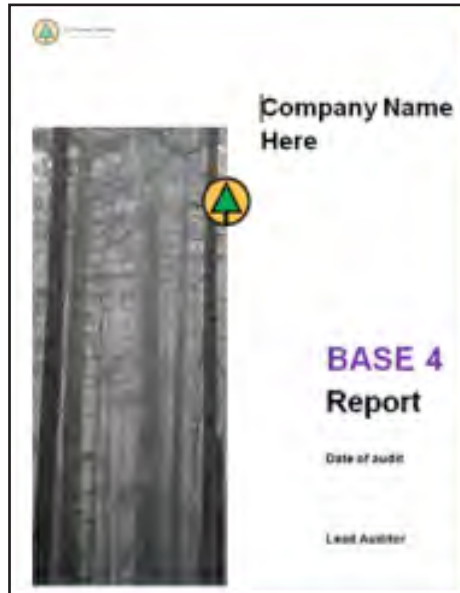 Company Name
Here
BASE 4
Report
Date of audit
Lead Auditor